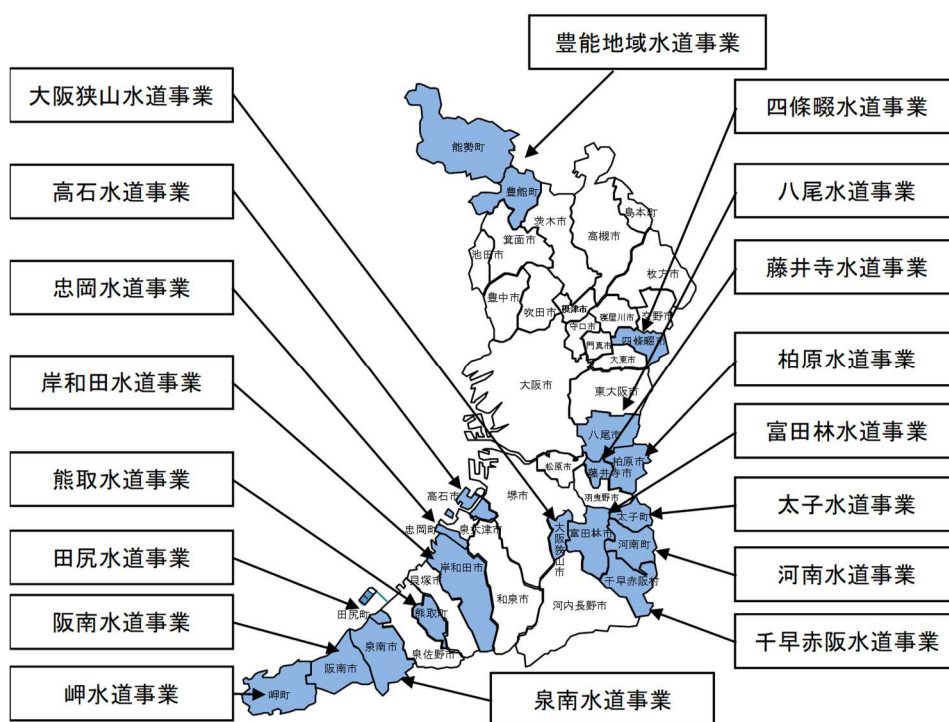 豊能地域水道事業
大阪狭山水道事業
四條畷水道事業
高石水道事業
八尾水道事業
忠岡水道事業
藤井寺水道事業
岸和田水道事業
柏原水道事業
熊取水道事業
富田林水道事業
田尻水道事業
太子水道事業
阪南水道事業
河南水道事業
岬水道事業
千早赤阪水道事業
泉南水道事業
能勢町
豊能町
茨木市
島本町
高槻市
箕面市
池田市
枚方市
豊中市
吹田市
摂津市
寝屋川市
交野市
守口市
門真市
四條畷市
大東市
大阪市
東大阪市
八尾市
松原市
柏原市
藤井寺市
羽曳野市
高石市
堺市
太子町
忠岡町
泉大津市
大阪狭山市
富田林市
河南町
岸和田市
貝塚市
千早赤阪村
和泉市
河内長野市
熊取町
田尻町
泉南市
泉佐野市
阪南市
岬町